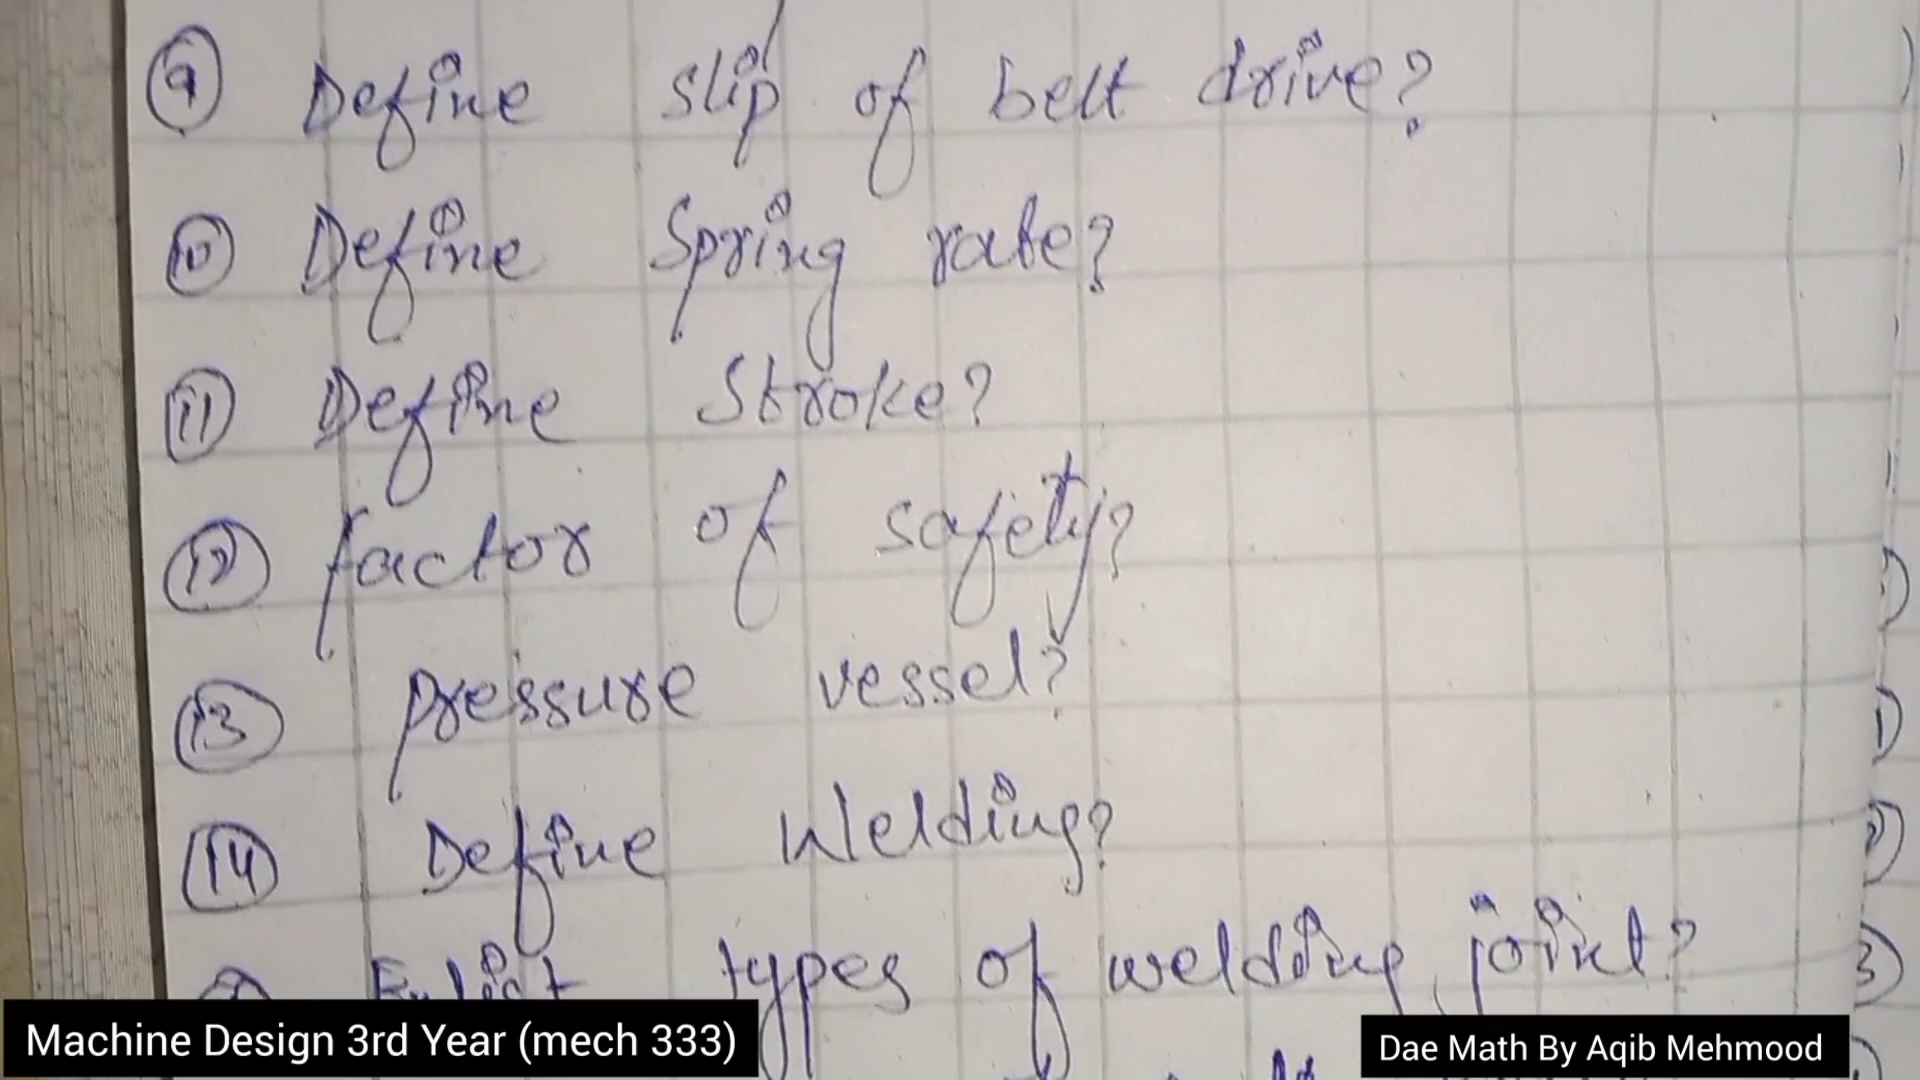 9 Define slip of belt drive?
10 Define Spring rate?
11 Define Stroke?
12 factor of safety?
13 pressure vessel?
14 Define Welding?
Enlist types of welding joint?
Machine Design 3rd Year (mech 333)
Dae Math By Aqib Mehmood